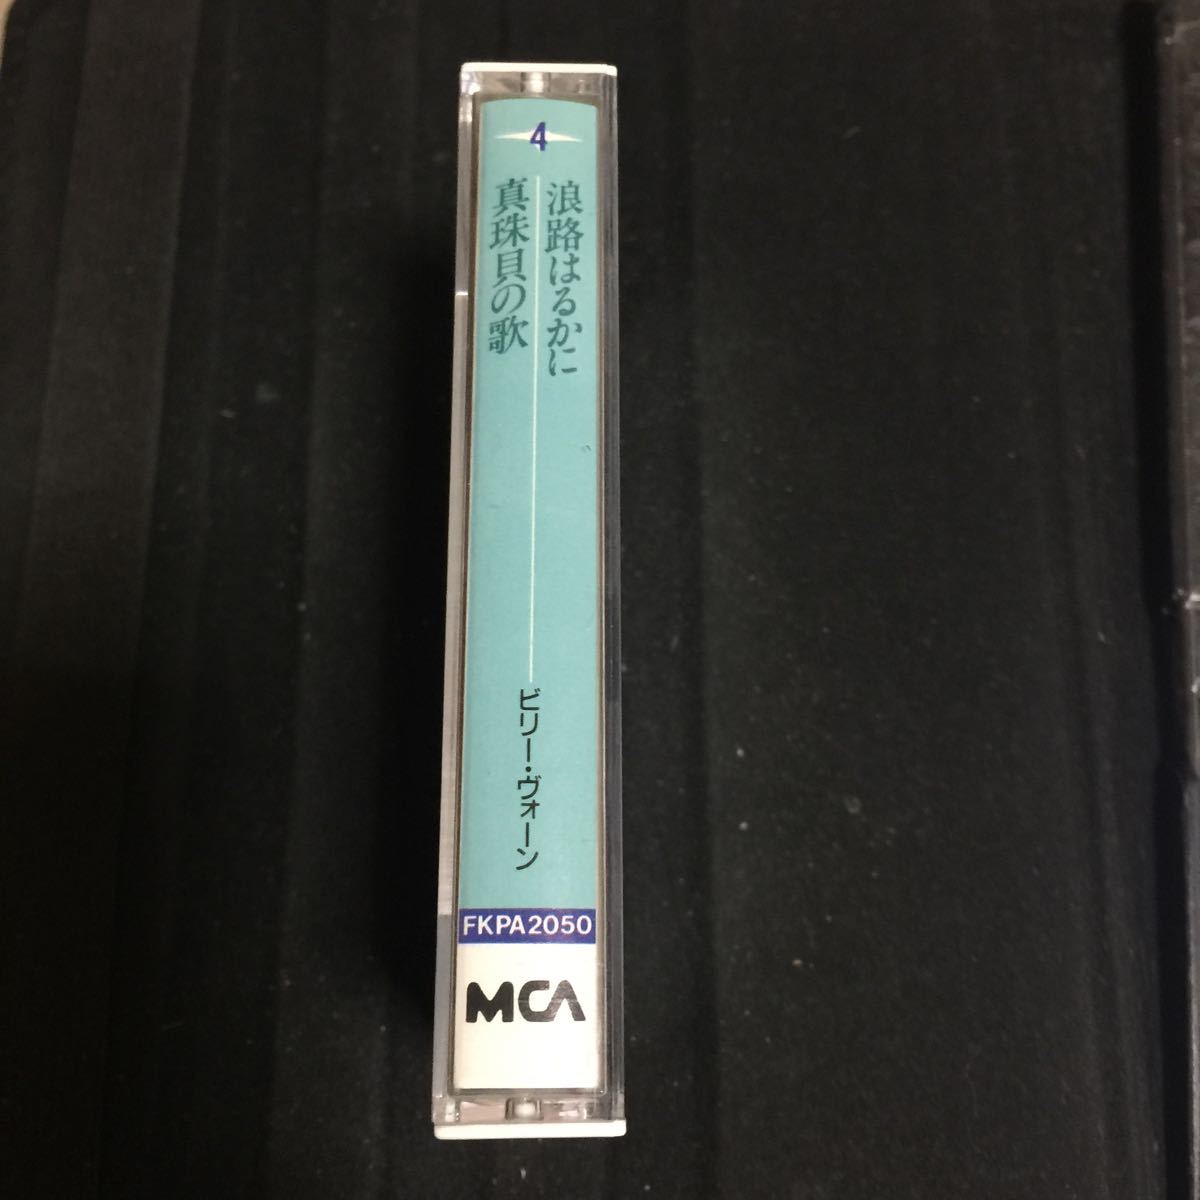 4
浪路はるかに
真珠貝の歌
ビリー・ヴォーン
FKPA2050
MCA